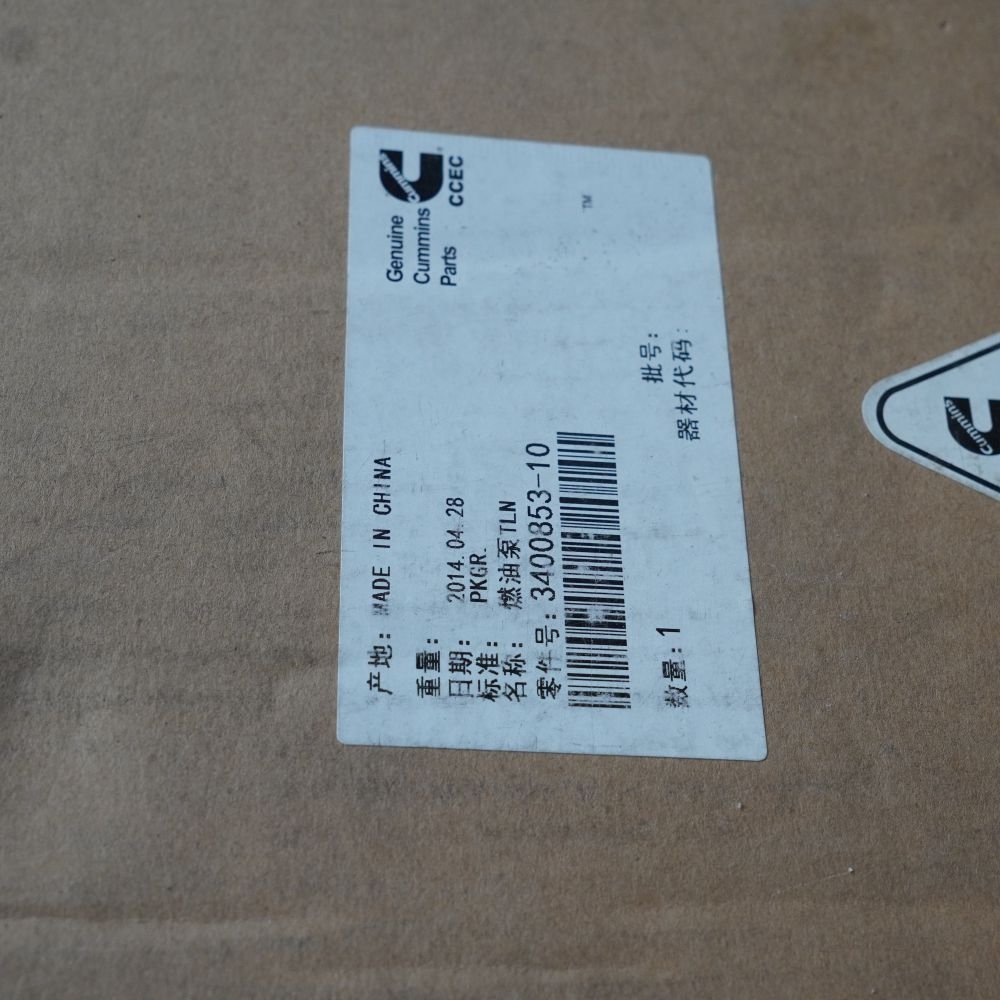 Genuine
Cummins
Parts
Cummins
®
CCEC
TM
产地: MADE IN CHINA
重量:
日期: 2014.04.28
标准: PKGR.
名称: 燃油泵TLN
零件号: 3400853-10
数量: 1
批号:
器材代码:
Cummins